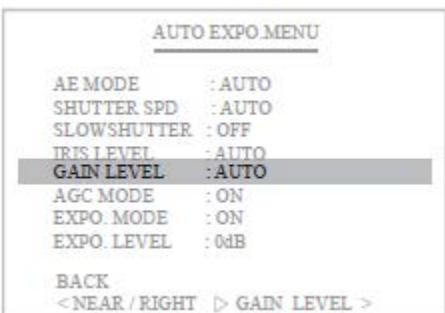 AUTO EXPO.MENU
AE MODE : AUTO
SHUTTER SPD : AUTO
SLOWSHUTTER : OFF
IRIS LEVEL : AUTO
GAIN LEVEL : AUTO
AGC MODE : ON
EXPO. MODE : ON
EXPO. LEVEL : 0dB
BACK
< NEAR / RIGHT ▷ GAIN LEVEL >